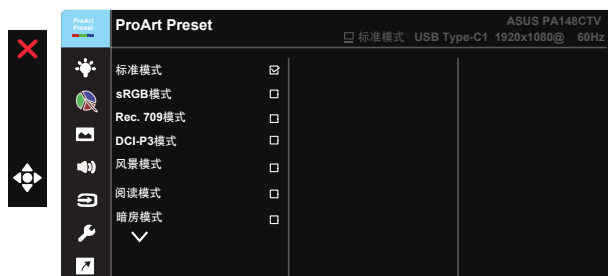 ProArt
Preset
ProArt Preset
ASUS PA148CTV
标准模式 USB Type-C1 1920x1080@ 60Hz
标准模式
sRGB模式
Rec. 709模式
DCI-P3模式
风景模式
阅读模式
暗房模式